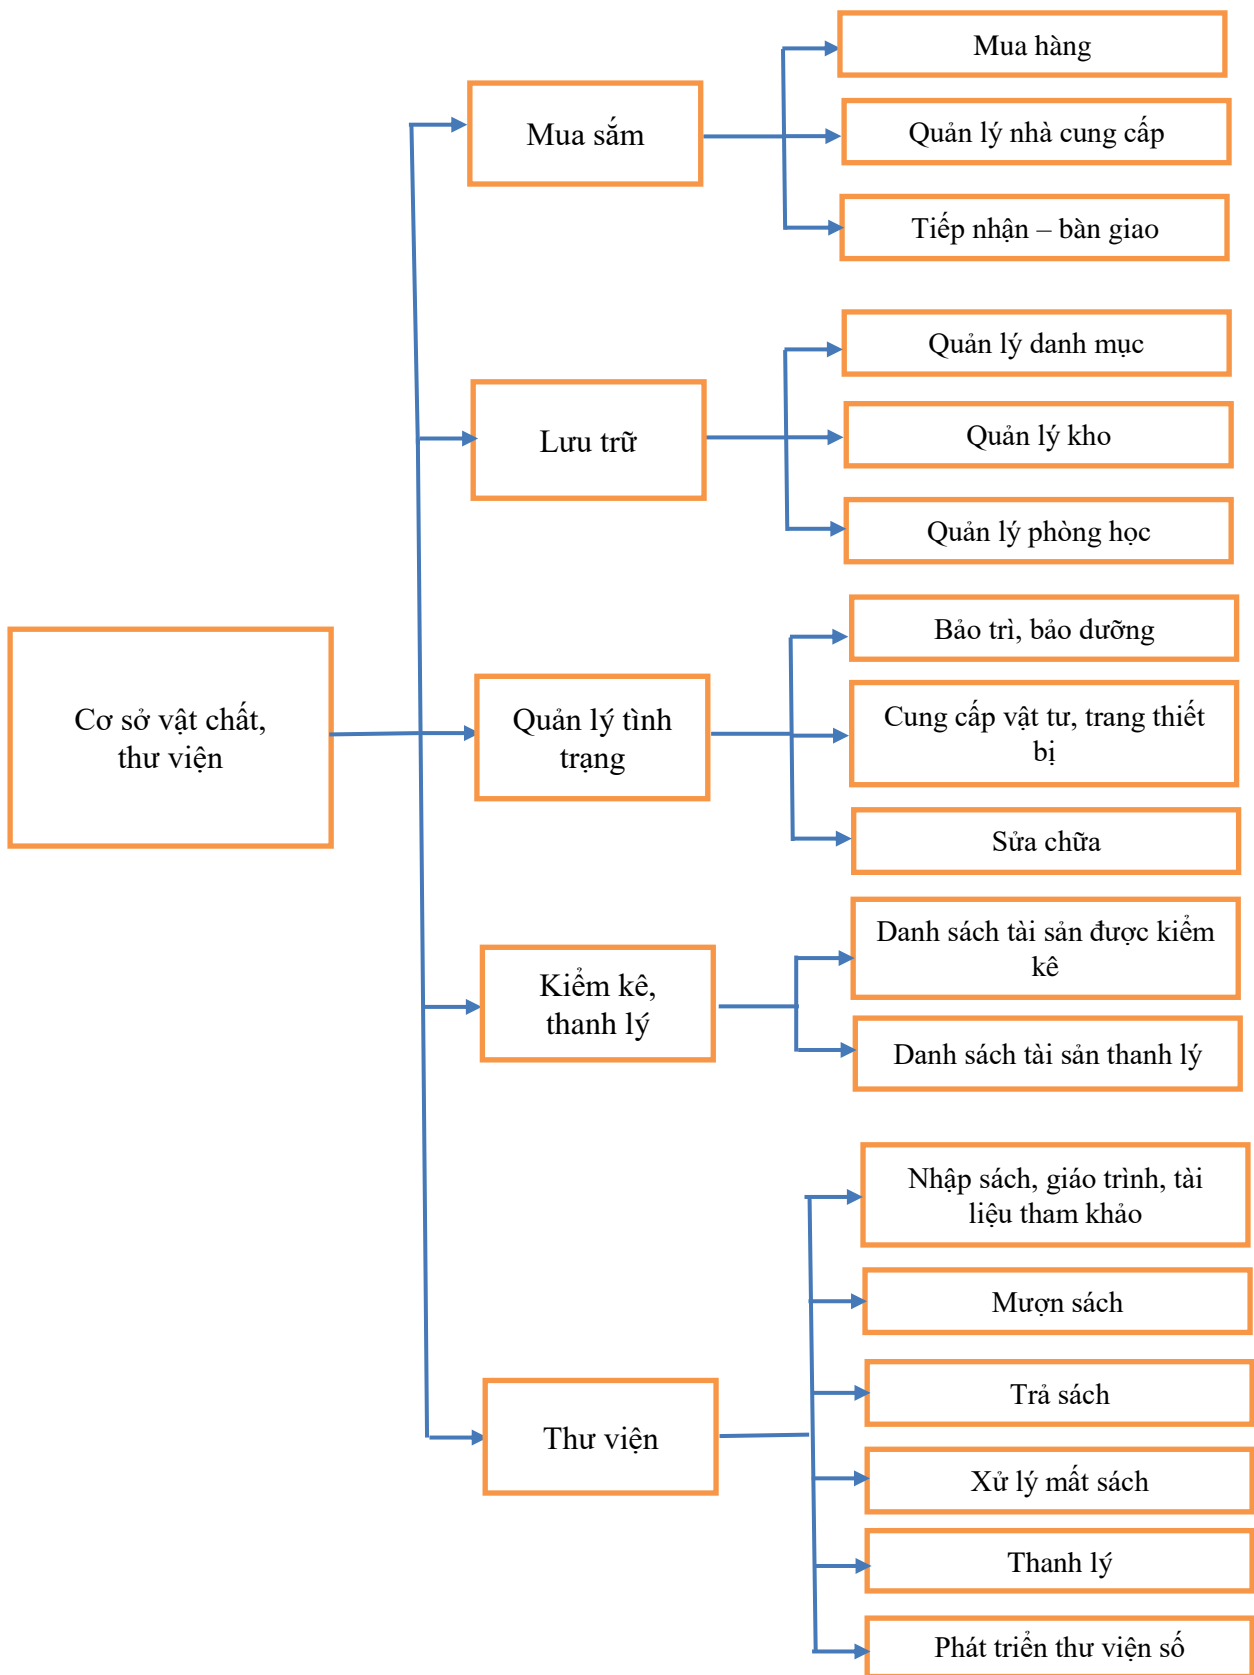 Cơ sở vật chất,
thư viện
Mua sắm
Mua hàng
Quản lý nhà cung cấp
Tiếp nhận – bàn giao
Lưu trữ
Quản lý danh mục
Quản lý kho
Quản lý phòng học
Quản lý tình
trạng
Bảo trì, bảo dưỡng
Cung cấp vật tư, trang thiết
bị
Sửa chữa
Kiểm kê,
thanh lý
Danh sách tài sản được kiểm
kê
Danh sách tài sản thanh lý
Thư viện
Nhập sách, giáo trình, tài
liệu tham khảo
Mượn sách
Trả sách
Xử lý mất sách
Thanh lý
Phát triển thư viện số